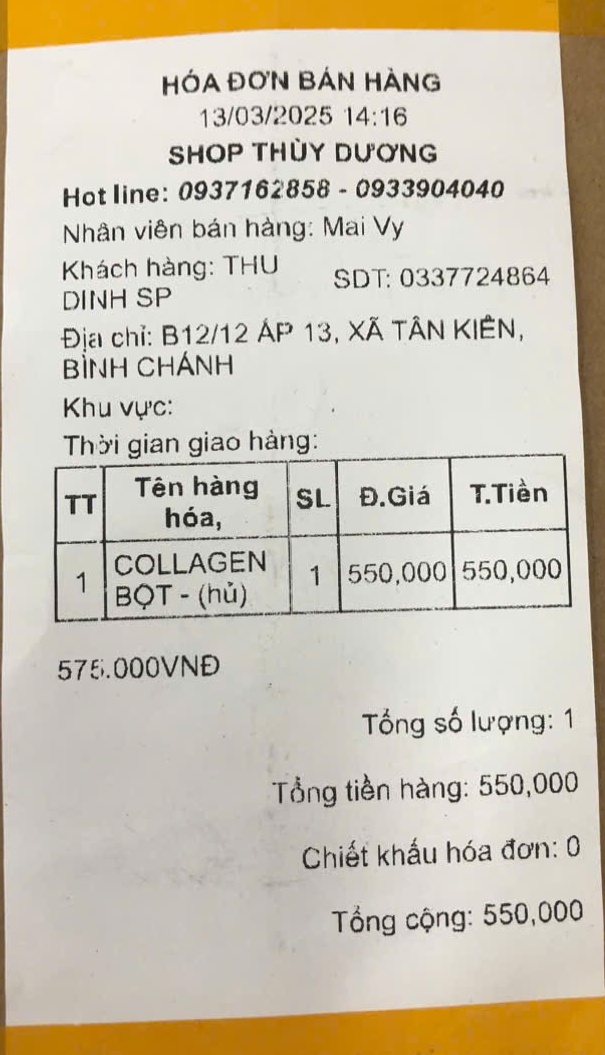 HÓA ĐƠN BÁN HÀNG
13/03/2025 14:16
SHOP THÙY DƯƠNG
Hot line: 0937162858 - 0933904040
Nhân viên bán hàng: Mai Vy
Khách hàng: THU DINH SP
SDT: 0337724864
Địa chỉ: B12/12 ÁP 13, XÃ TÂN KIÊN,
BÌNH CHÁNH
Khu vực:
Thời gian giao hàng:
TT Tên hàng hóa, SL Đ.Giá T.Tiền
1 COLLAGEN BỘT - (hủ) 1 550,000 550,000
575.000VNĐ
Tổng số lượng: 1
Tổng tiền hàng: 550,000
Chiết khấu hóa đơn: 0
Tổng cộng: 550,000